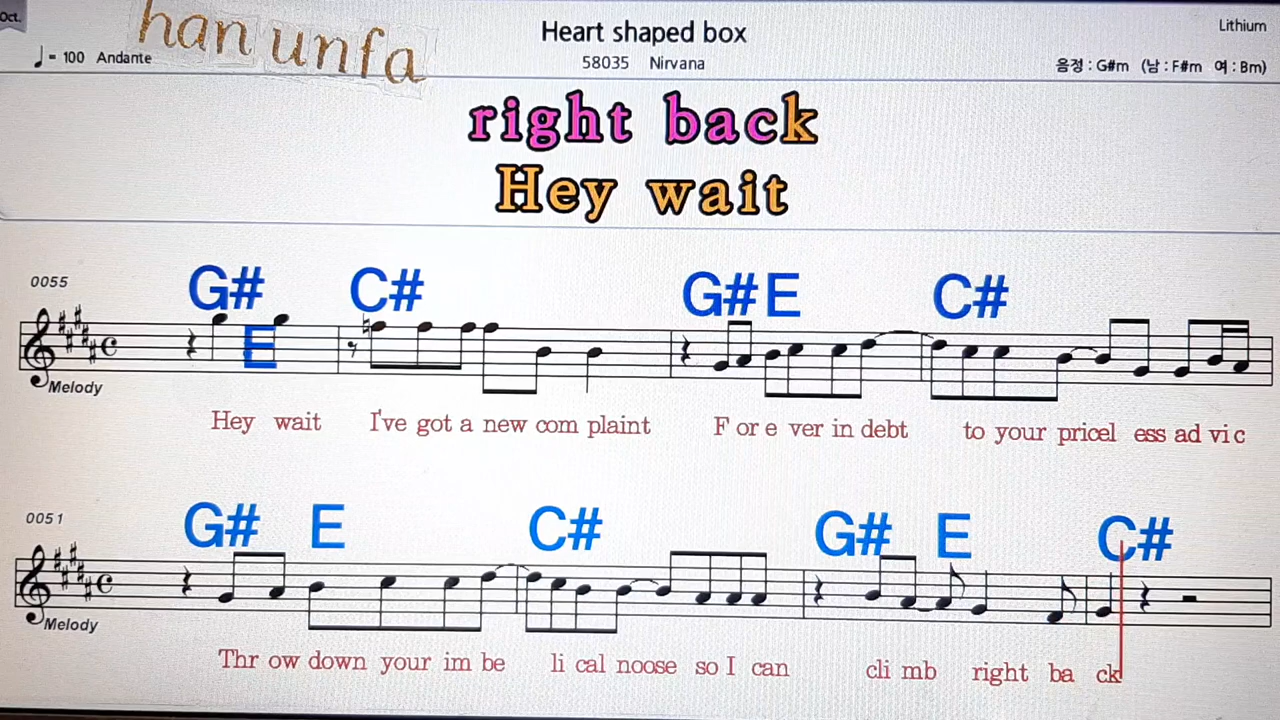 Oct.
han unfa
Heart shaped box
Lithium
♩ = 100 Andante
58035 Nirvana
음정 : G#m (남 : F#m 여 : Bm)
right back
Hey wait
0055
G# E C# G# E C#
Melody
Hey wait I've got a new com plaint F or e ver in debt to your pricel ess ad vic
0051
G# E C# G# E C#
Melody
Thr ow down your im be li cal noose so I can cli mb right ba ck